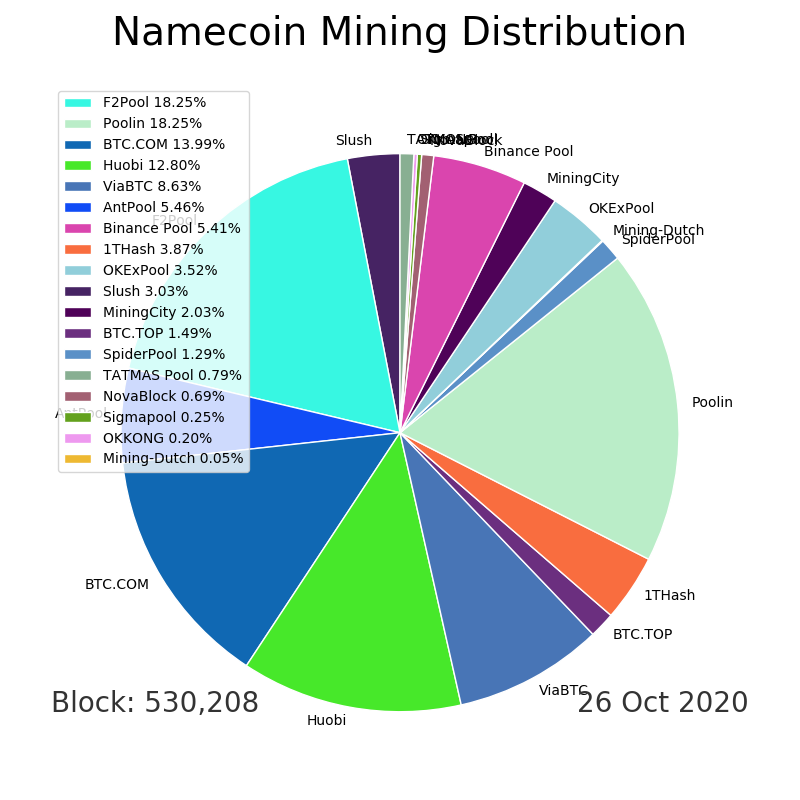 Namecoin Mining Distribution
F2Pool 18.25%
Poolin 18.25%
BTC.COM 13.99%
Huobi 12.80%
ViaBTC 8.63%
AntPool 5.46%
Binance Pool 5.41%
1THash 3.87%
OKExPool 3.52%
Slush 3.03%
MiningCity 2.03%
BTC.TOP 1.49%
SpiderPool 1.29%
TATMAS Pool 0.79%
NovaBlock 0.69%
Sigmapool 0.25%
OKKONG 0.20%
Mining-Dutch 0.05%
Slush
Binance Pool
MiningCity
OKExPool
Mining-Dutch
SpiderPool
Poolin
1THash
BTC.TOP
ViaBTC
Huobi
BTC.COM
AntPool
F2Pool
Block: 530,208
26 Oct 2020